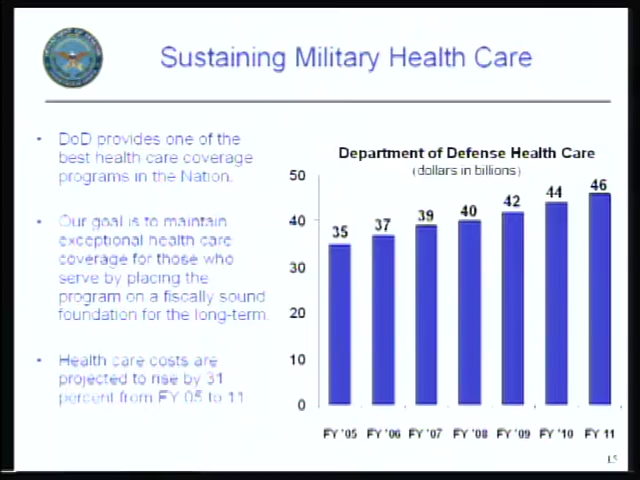 Sustaining Military Health Care
• DoD provides one of the
best health care coverage
programs in the Nation.
• Our goal is to maintain
exceptional health care
coverage for those who
serve by placing the
program on a fiscally sound
foundation for the long-term.
• Health care costs are
projected to rise by 31
percent from FY 05 to 11
Department of Defense Health Care
(dollars in billions)
50
40
30
20
10
0
35
37
39
40
42
44
46
FY '05 FY '06 FY '07 FY '08 FY '09 FY '10 FY 11
15